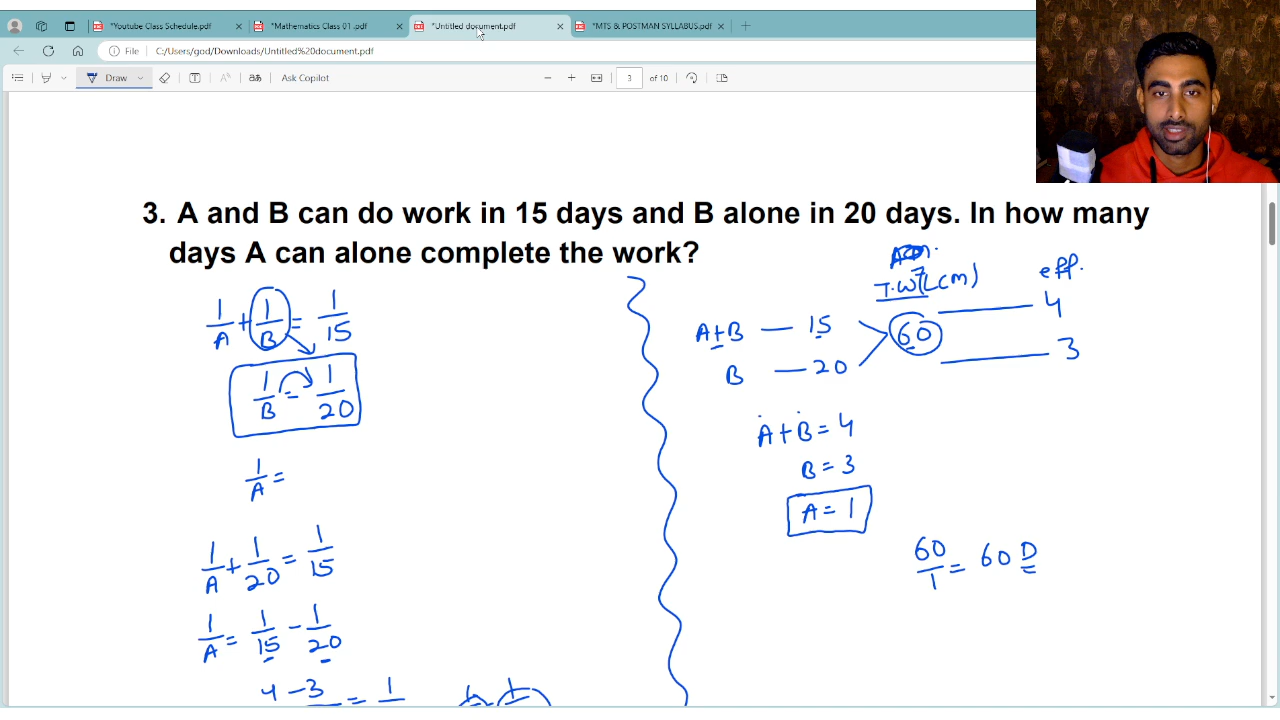 *Youtube Class Schedule.pdf
*Mathematics Class 01 .pdf
*Untitled document.pdf
*MTS & POSTMAN SYLLABUS.pdf
File C:/Users/god/Downloads/Untitled%20document.pdf
Draw Ask Copilot 3 of 10
3. A and B can do work in 15 days and B alone in 20 days. In how many
days A can alone complete the work?
1/A + 1/B = 1/15
1/B = 1/20
1/A =
1/A + 1/20 = 1/15
1/A = 1/15 - 1/20
4 - 3
= 1
T.W (LCM) eff.
A+B — 15 60 4
B — 20 3
A+B = 4
B = 3
A = 1
60/1 = 60 D